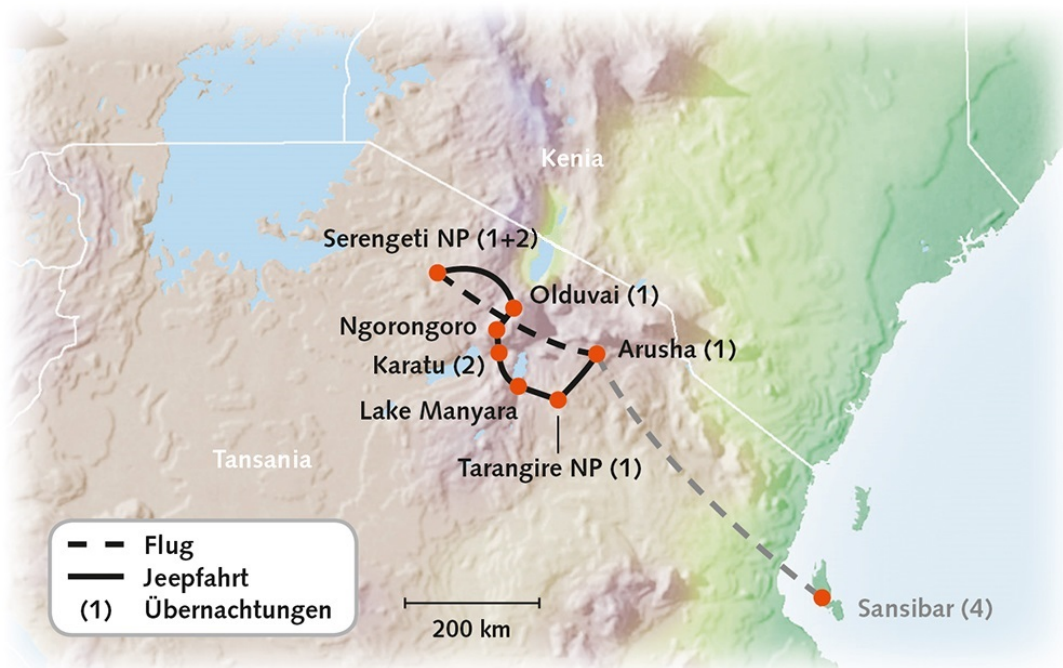 Kenia
Serengeti NP (1+2)
Olduvai (1)
Ngorongoro
Arusha (1)
Karatu (2)
Lake Manyara
Tansania
Tarangire NP (1)
Flug
Jeepfahrt
(1) Übernachtungen
200 km
Sansibar (4)